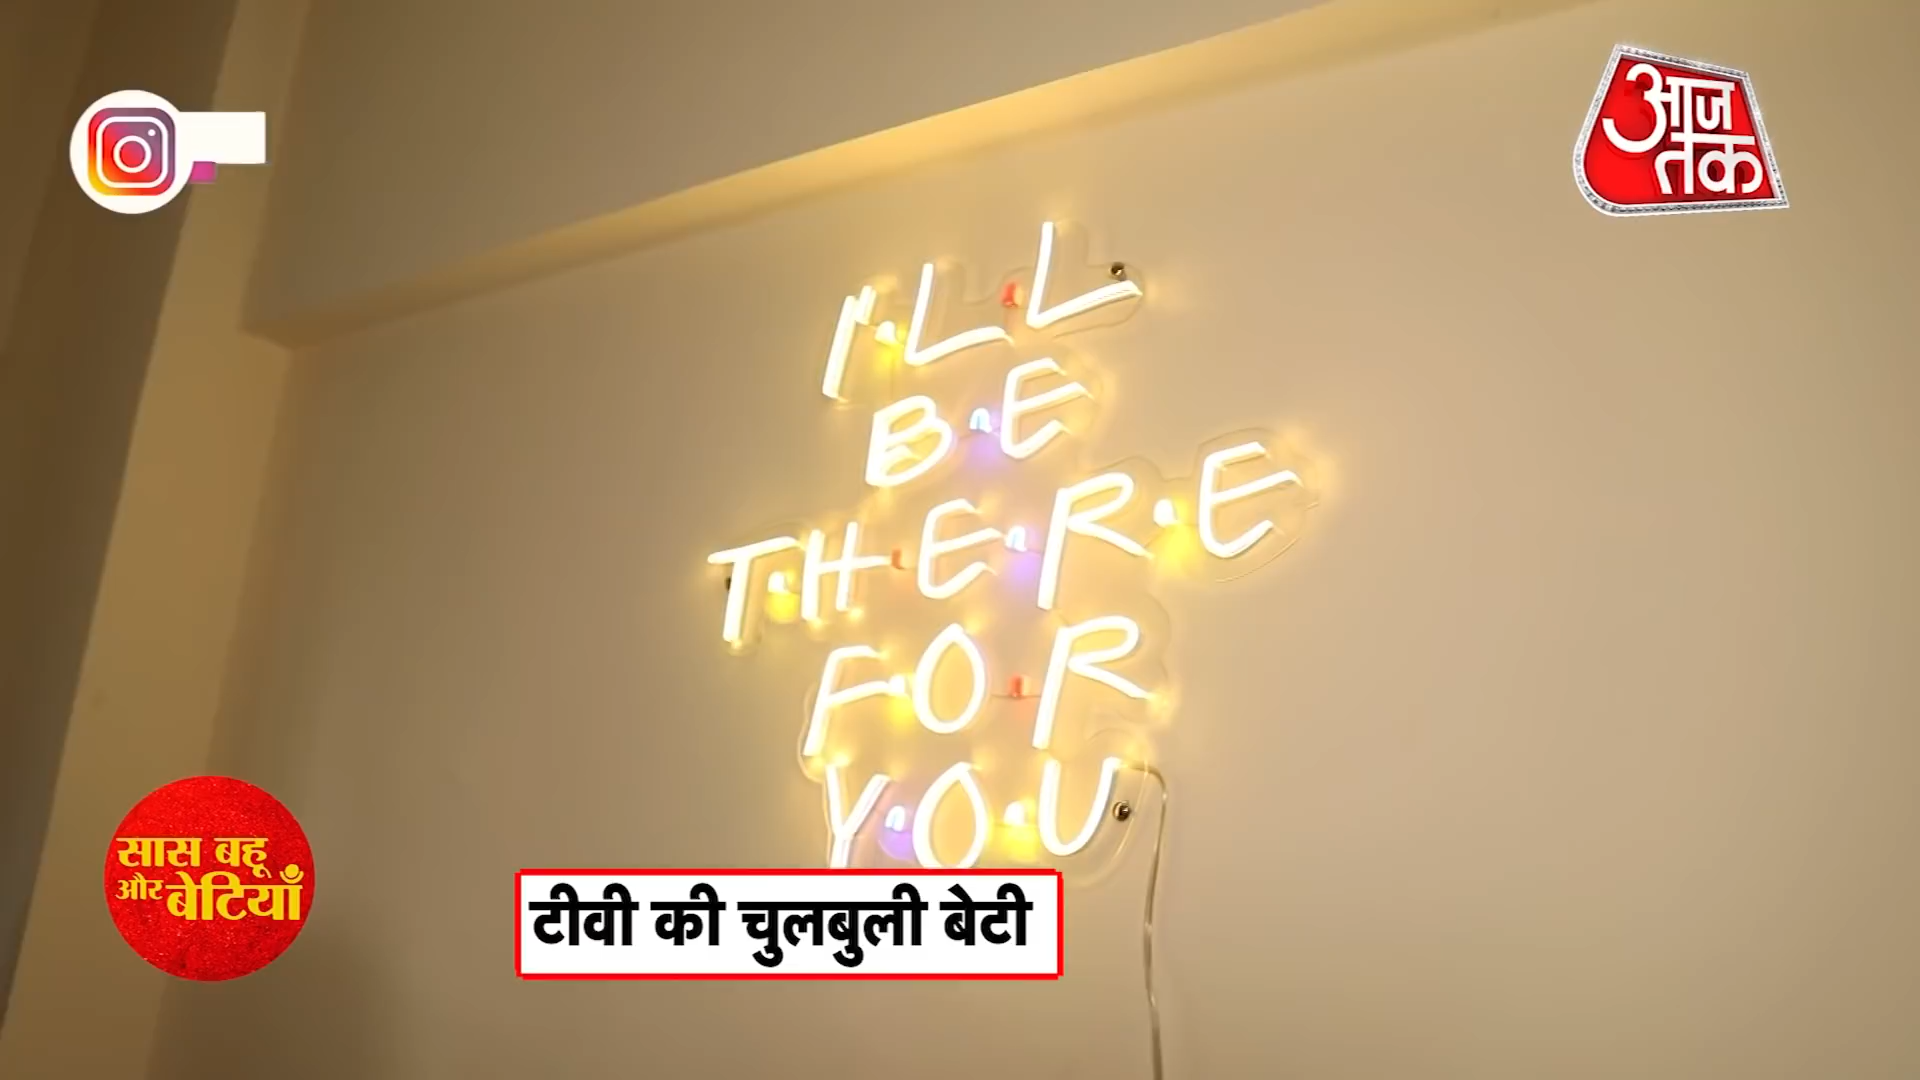 आज
तक
I'LL
BE
THERE
FOR
YOU
सास बहू
और बेटियाँ
टीवी की चुलबुली बेटी